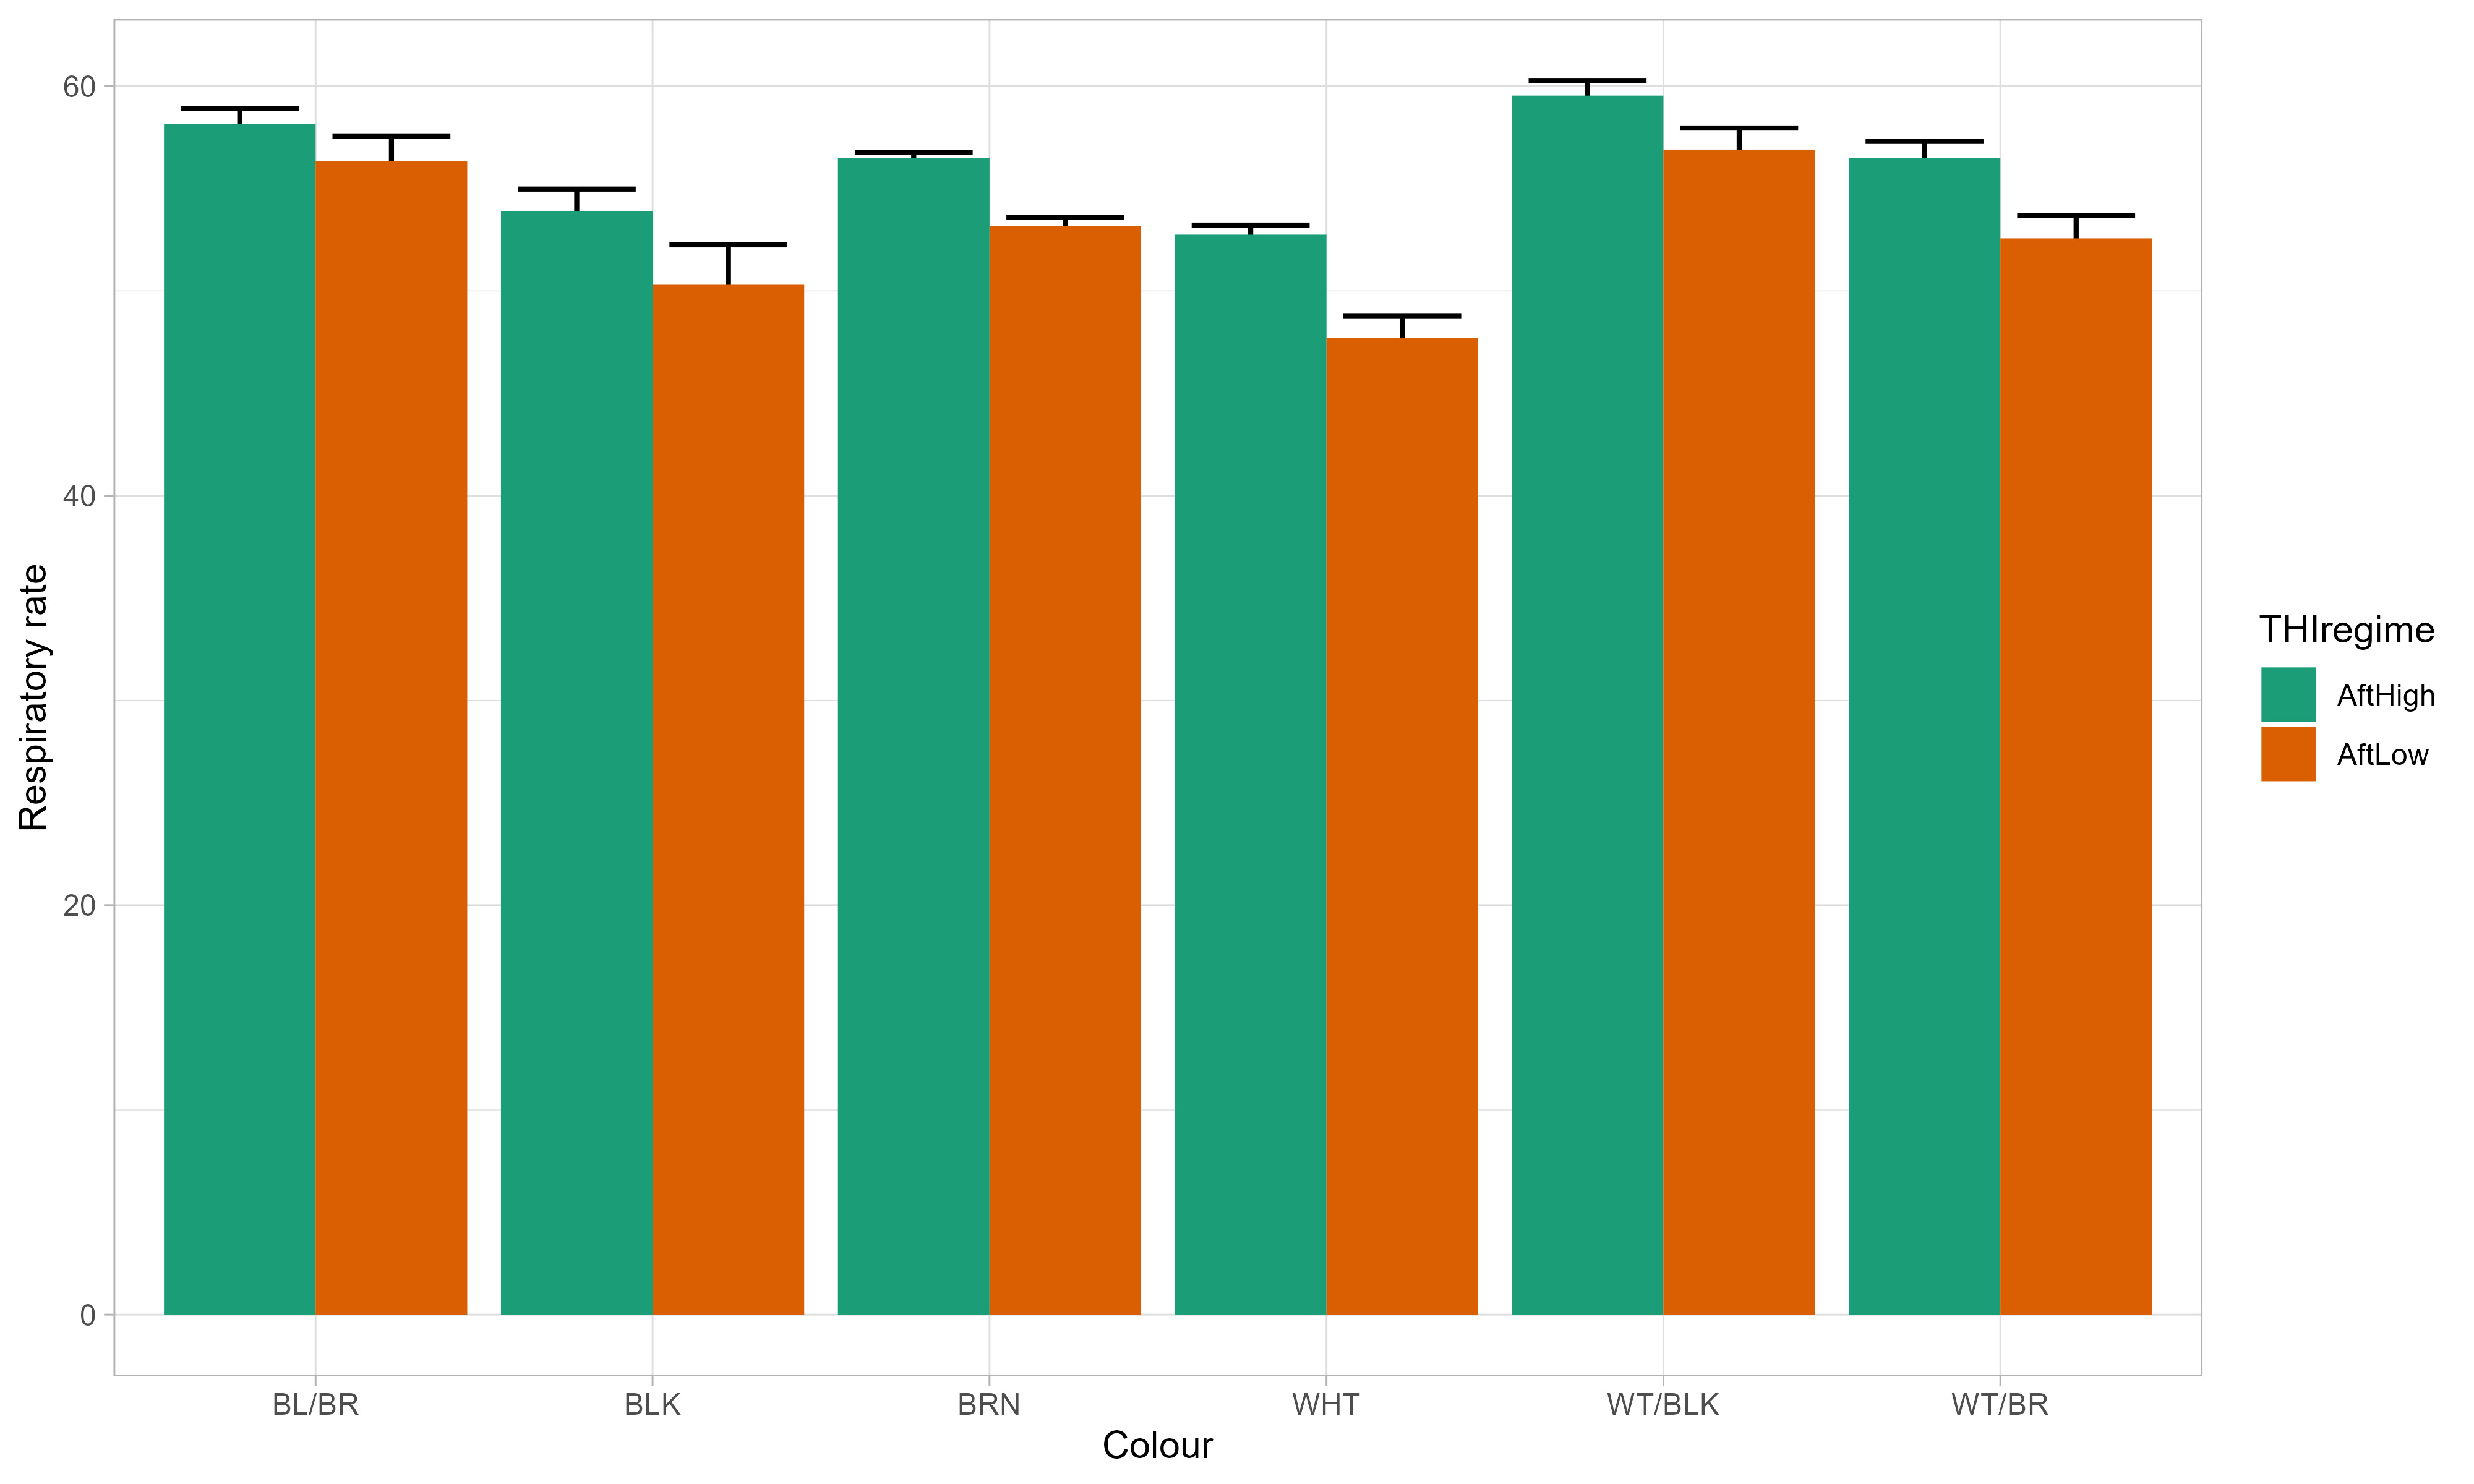 Respiratory rate
60
40
20
0
BL/BR
BLK
BRN
WHT
WT/BLK
WT/BR
Colour
THIregime
AftHigh
AftLow